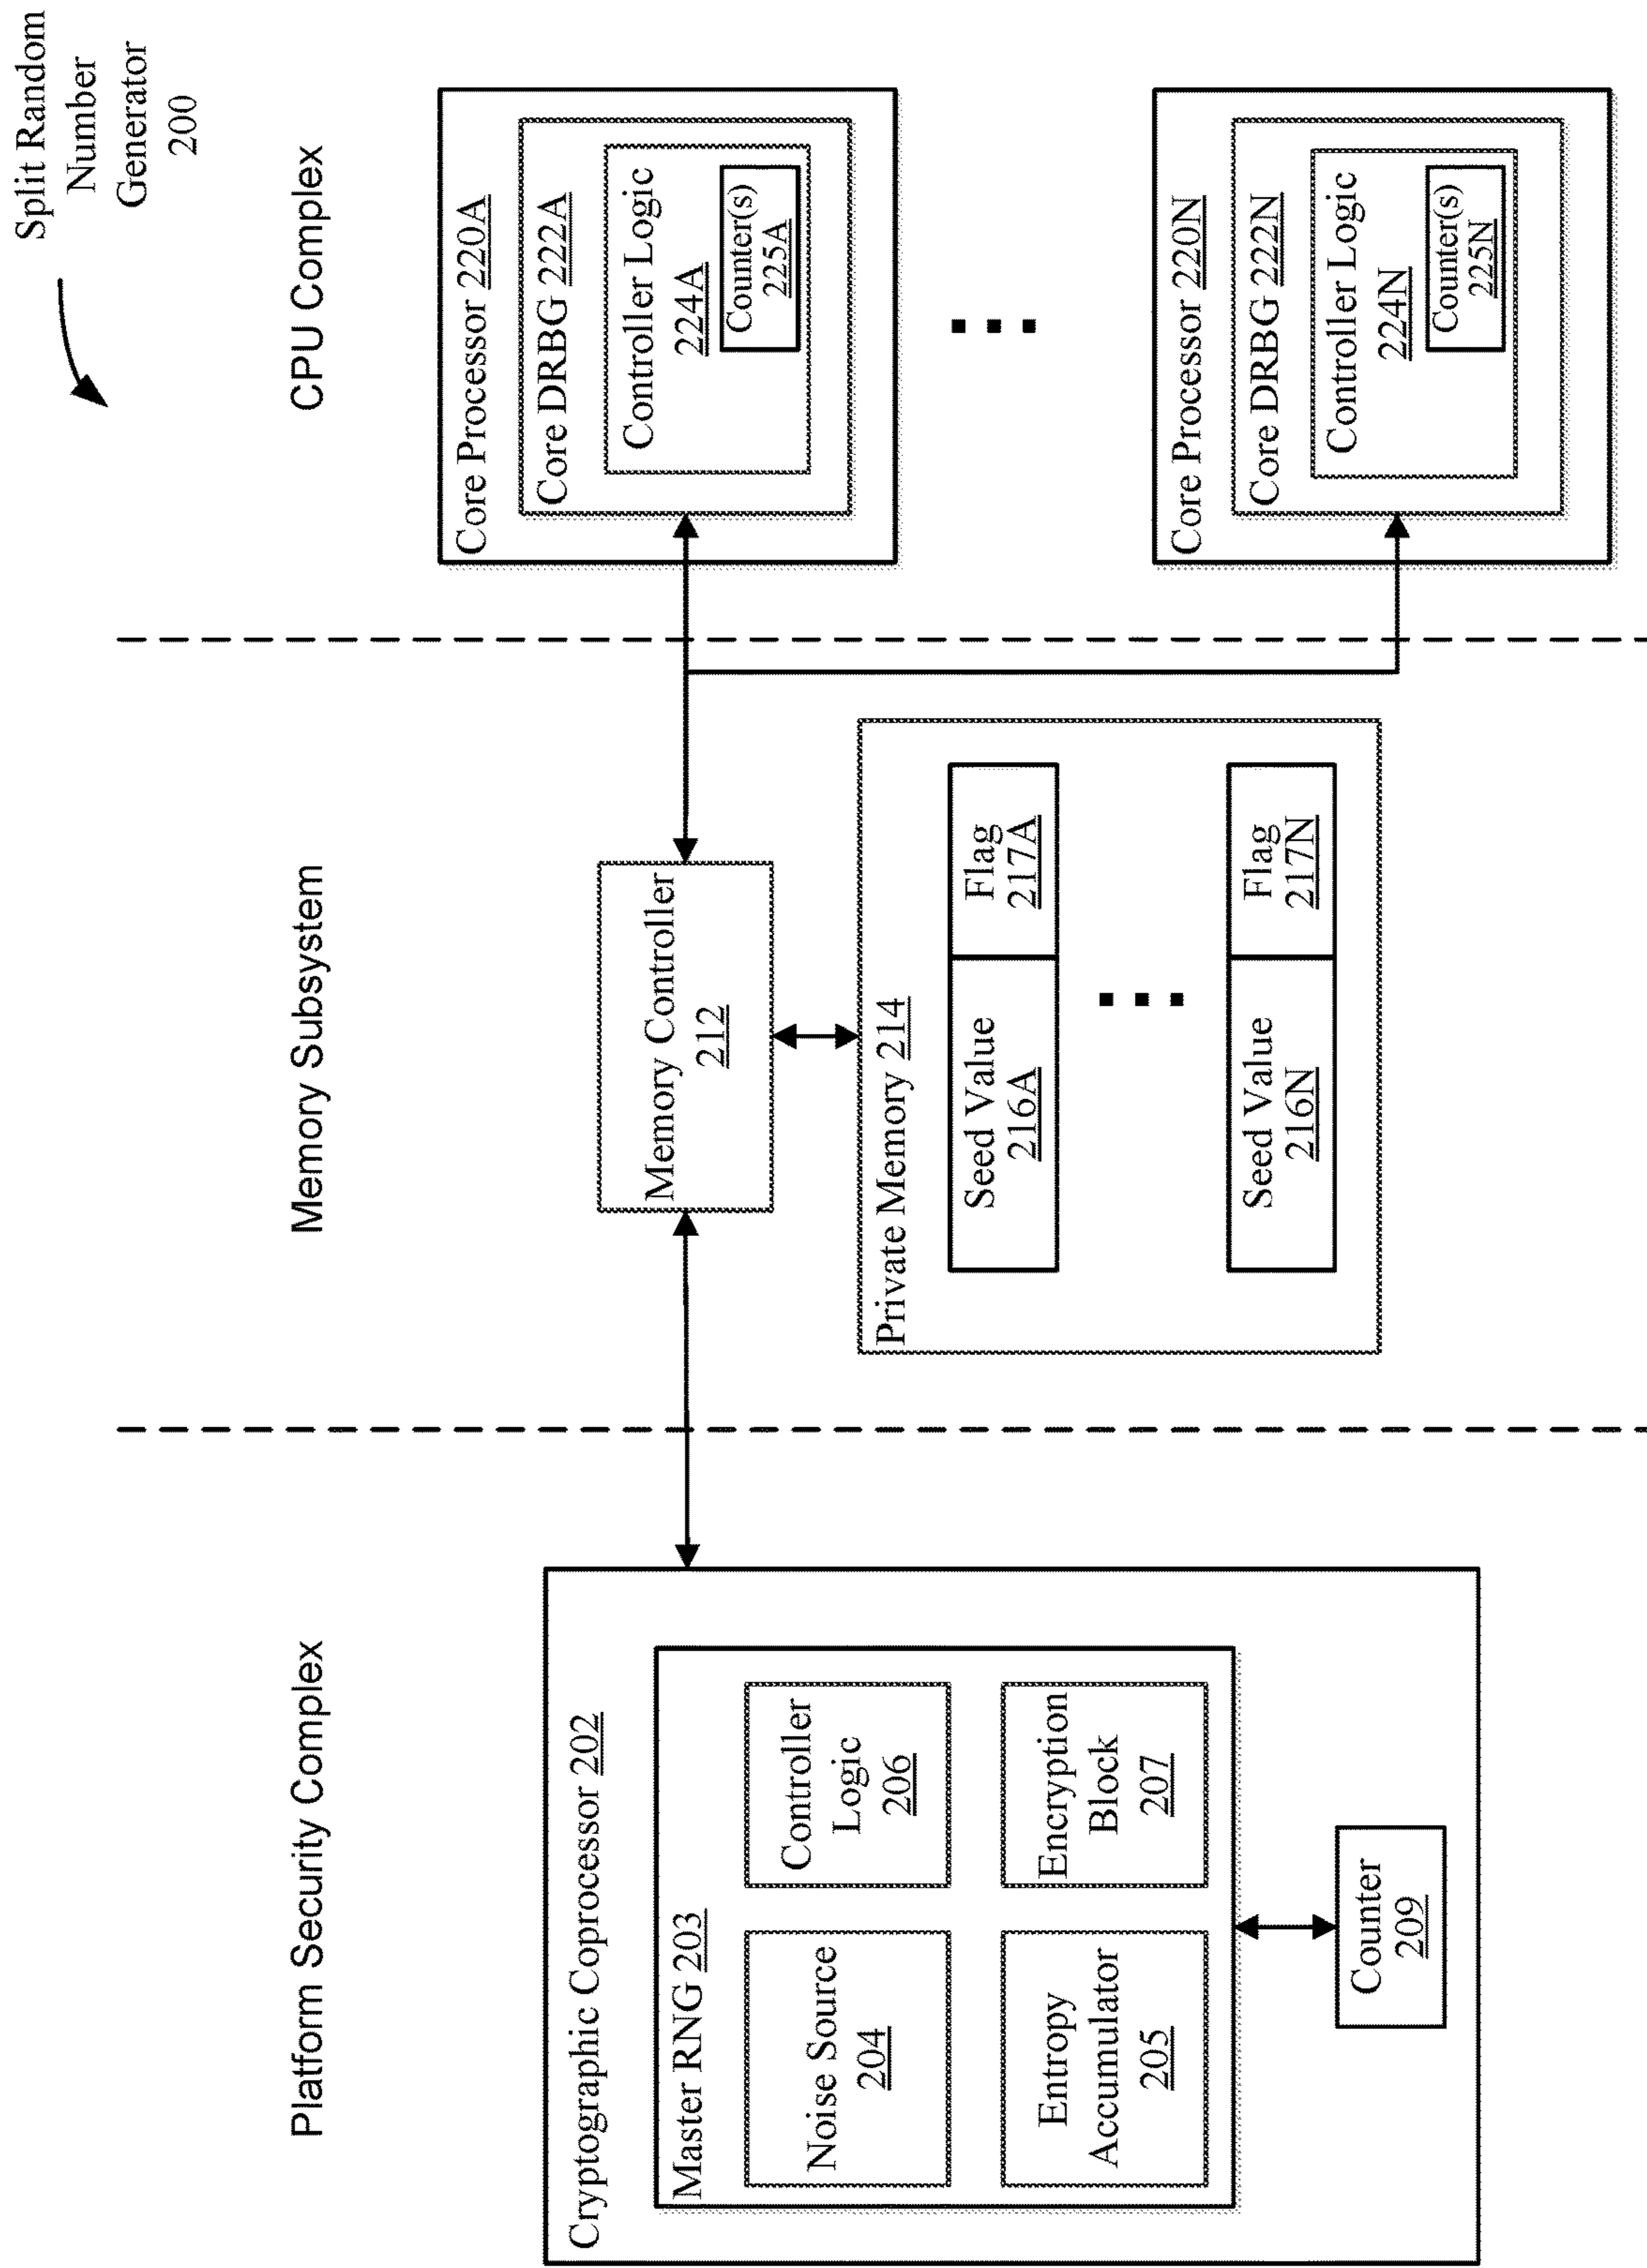 Split Random
Number
Generator
200
Platform Security Complex
Memory Subsystem
CPU Complex
Cryptographic Coprocessor 202
Master RNG 203
Noise Source
204
Controller
Logic
206
Entropy
Accumulator
205
Encryption
Block
207
Counter
209
Memory Controller
212
Private Memory 214
Seed Value
216A
Flag
217A
Seed Value
216N
Flag
217N
Core Processor 220A
Core DRBG 222A
Controller Logic
224A
Counter(s)
225A
Core Processor 220N
Core DRBG 222N
Controller Logic
224N
Counter(s)
225N